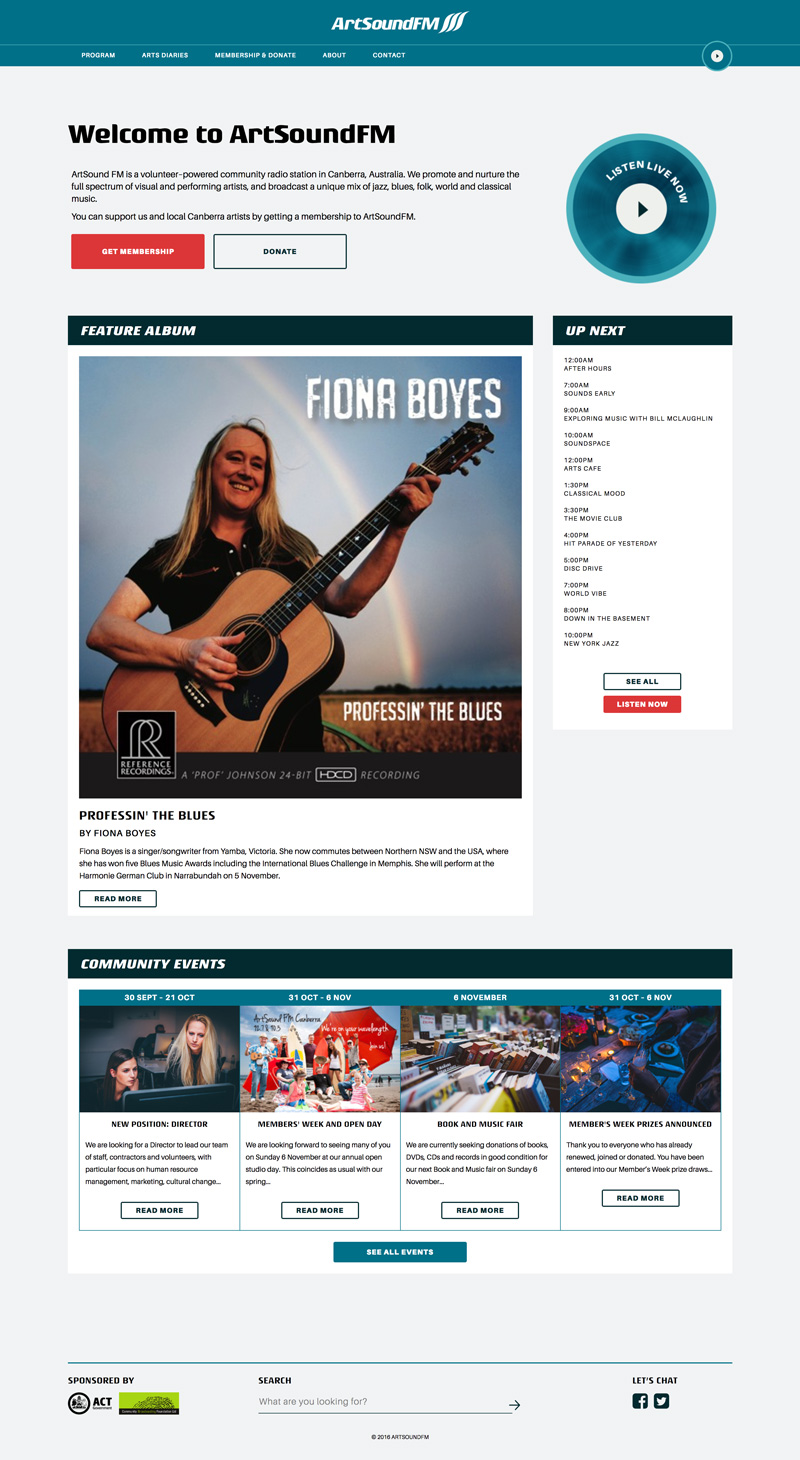 ArtSoundFM
PROGRAM ARTS DIARIES MEMBERSHIP & DONATE ABOUT CONTACT
Welcome to ArtSoundFM
LISTEN LIVE NOW
ArtSound FM is a volunteer-powered community radio station in Canberra, Australia. We promote and nurture the
full spectrum of visual and performing artists, and broadcast a unique mix of jazz, blues, folk, world and classical
music.
You can support us and local Canberra artists by getting a membership to ArtSoundFM.
GET MEMBERSHIP DONATE
FEATURE ALBUM
FIONA BOYES
PROFESSIN' THE BLUES
REFERENCE
RECORDINGS
A 'PROF' JOHNSON 24-BIT HDCD RECORDING
PROFESSIN' THE BLUES
BY FIONA BOYES
Fiona Boyes is a singer/songwriter from Yamba, Victoria. She now commutes between Northern NSW and the USA, where
she has won five Blues Music Awards including the International Blues Challenge in Memphis. She will perform at the
Harmonie German Club in Narrabundah on 5 November.
READ MORE
UP NEXT
12:00AM
AFTER HOURS
7:00AM
SOUNDS EARLY
9:00AM
EXPLORING MUSIC WITH BILL MCLAUGHLIN
10:00AM
SOUNDSPACE
12:00PM
ARTS CAFE
1:30PM
CLASSICAL MOOD
3:30PM
THE MOVIE CLUB
4:00PM
HIT PARADE OF YESTERDAY
5:00PM
DISC DRIVE
7:00PM
WORLD VIBE
8:00PM
DOWN IN THE BASEMENT
10:00PM
NEW YORK JAZZ
SEE ALL
LISTEN NOW
COMMUNITY EVENTS
30 SEPT - 21 OCT
NEW POSITION: DIRECTOR
We are looking for a Director to lead our team
of staff, contractors and volunteers, with
particular focus on human resource
management, marketing, cultural change...
READ MORE
31 OCT - 6 NOV
ArtSound FM Canberra
We're on your wavelength
Join us!
MEMBERS' WEEK AND OPEN DAY
We are looking forward to seeing many of you
on Sunday 6 November at our annual open
studio day. This coincides as usual with our
spring...
READ MORE
6 NOVEMBER
BOOK AND MUSIC FAIR
We are currently seeking donations of books,
DVDs, CDs and records in good condition for
our next Book and Music fair on Sunday 6
November...
READ MORE
31 OCT - 6 NOV
MEMBER'S WEEK PRIZES ANNOUNCED
Thank you to everyone who has already
renewed, joined or donated. You have been
entered into our Member's Week prize draws...
READ MORE
SEE ALL EVENTS
SPONSORED BY
ACT
Government
SEARCH
What are you looking for?
LET'S CHAT
© 2016 ARTSOUNDFM